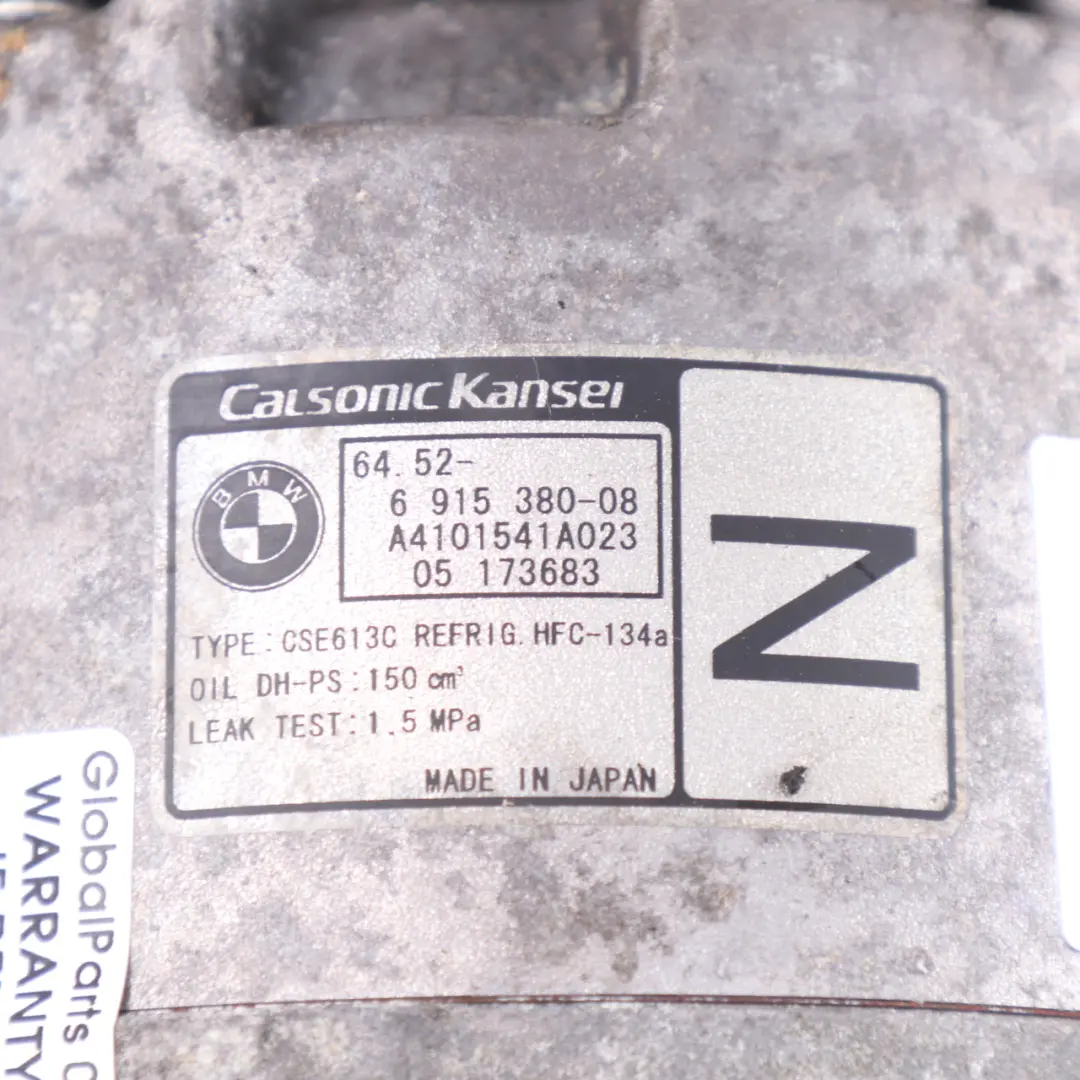 Calsonic Kansei
BMW
64.52-
6 915 380-08
A4101541A023
05 173683
TYPE:CSE613C REFRIG.HFC-134a
OIL DH-PS:150 cm³
LEAK TEST:1.5 MPa
MADE IN JAPAN
Z
GlobalParts
WARRANTY